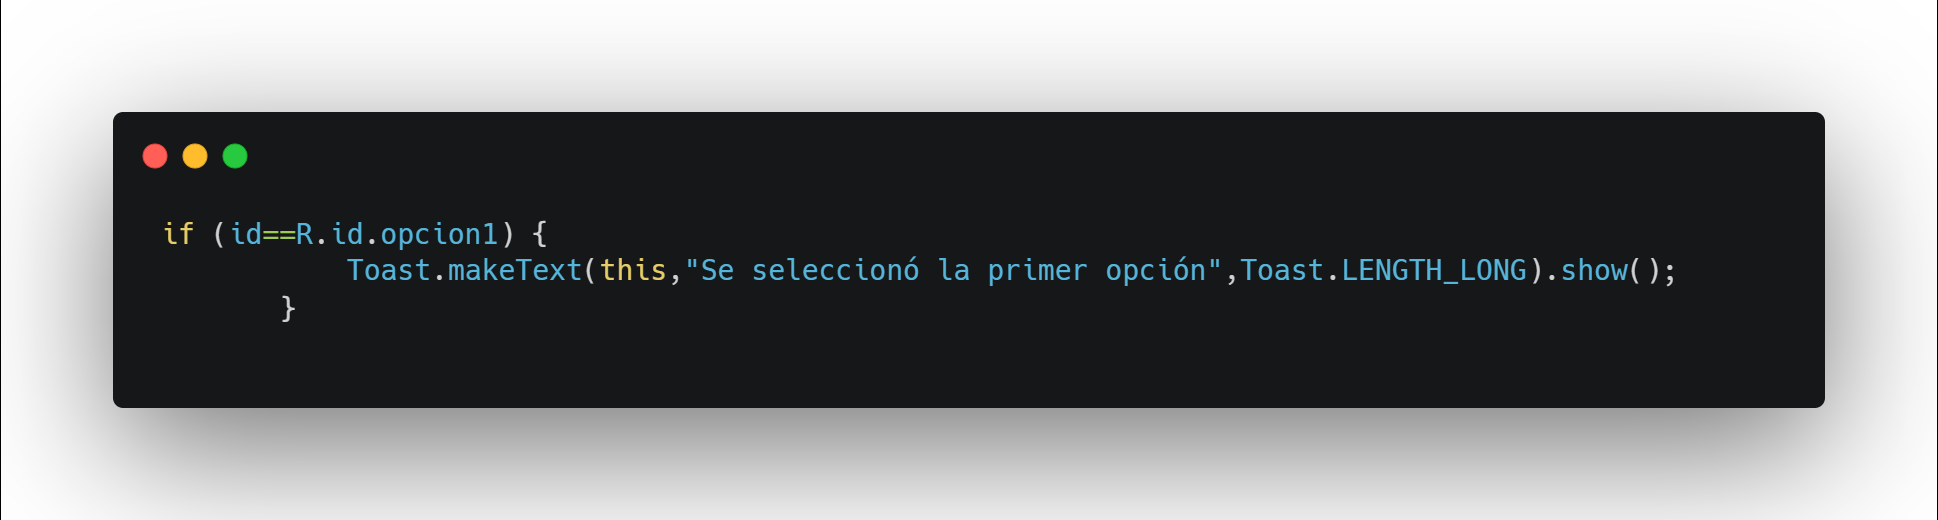 if (id==R.id.opcion1) {
Toast.makeText(this,"Se seleccionó la primer opción",Toast.LENGTH_LONG).show();
}